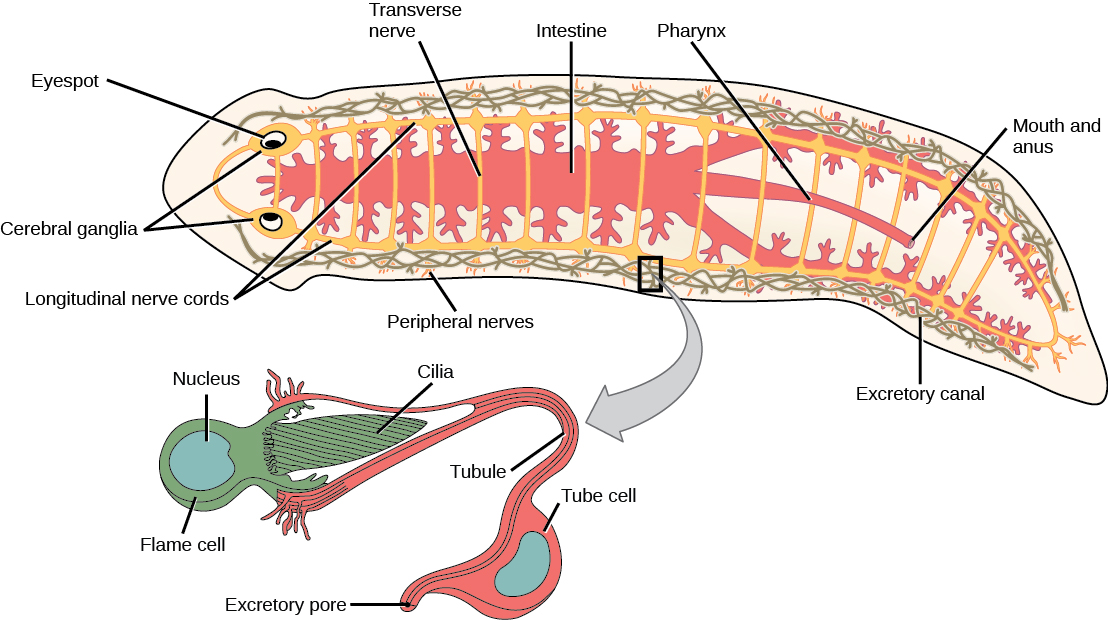 Transverse
nerve
Intestine
Pharynx
Eyespot
Mouth and
anus
Cerebral ganglia
Longitudinal nerve cords
Peripheral nerves
Excretory canal
Nucleus
Cilia
Tubule
Tube cell
Flame cell
Excretory pore